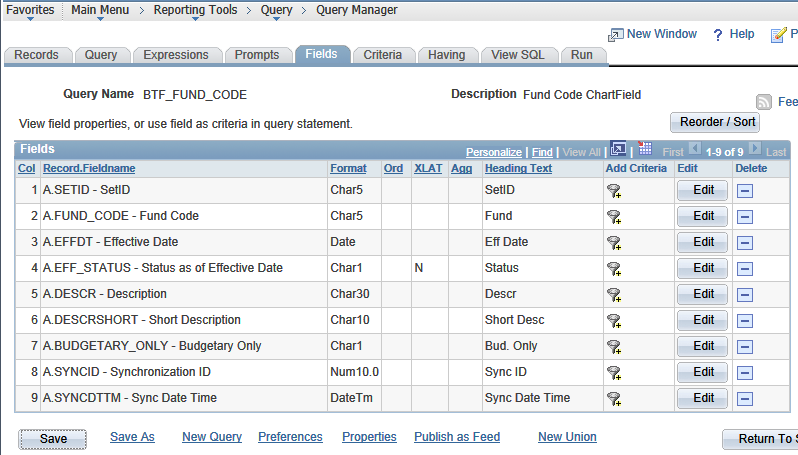 Favorites Main Menu > Reporting Tools > Query > Query Manager
New Window ? Help
Records Query Expressions Prompts Fields Criteria Having View SQL Run
Query Name BTF_FUND_CODE Description Fund Code ChartField
View field properties, or use field as criteria in query statement.
Reorder / Sort
Fields Personalize | Find | View All | | First 1-9 of 9 Last
Col Record.Fieldname Format Ord XLAT Agg Heading Text Add Criteria Edit Delete
1 A.SETID - SetID Char5 SetID Edit
2 A.FUND_CODE - Fund Code Char5 Fund Edit
3 A.EFFDT - Effective Date Date Eff Date Edit
4 A.EFF_STATUS - Status as of Effective Date Char1 N Status Edit
5 A.DESCR - Description Char30 Descr Edit
6 A.DESCRSHORT - Short Description Char10 Short Desc Edit
7 A.BUDGETARY_ONLY - Budgetary Only Char1 Bud. Only Edit
8 A.SYNCID - Synchronization ID Num10.0 Sync ID Edit
9 A.SYNCDTTM - Sync Date Time DateTm Sync Date Time Edit
Save Save As New Query Preferences Properties Publish as Feed New Union Return To